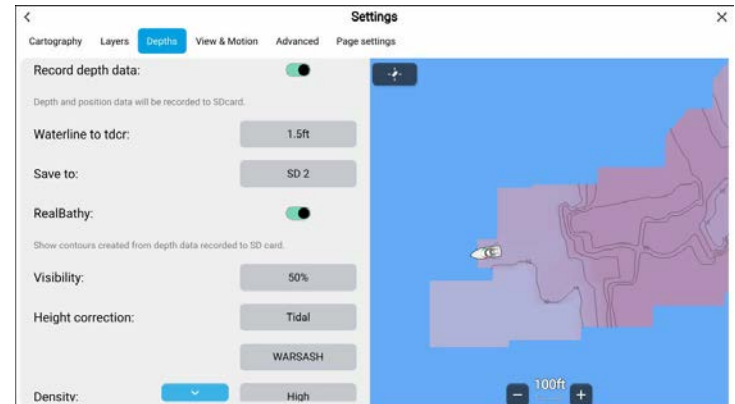 Settings
Cartography Layers Depths View & Motion Advanced Page settings
Record depth data:
Depth and position data will be recorded to SDcard.
Waterline to tdcr: 1.5ft
Save to: SD 2
RealBathy:
Show contours created from depth data recorded to SD card.
Visibility: 50%
Height correction: Tidal
WARSASH
Density: High
100ft